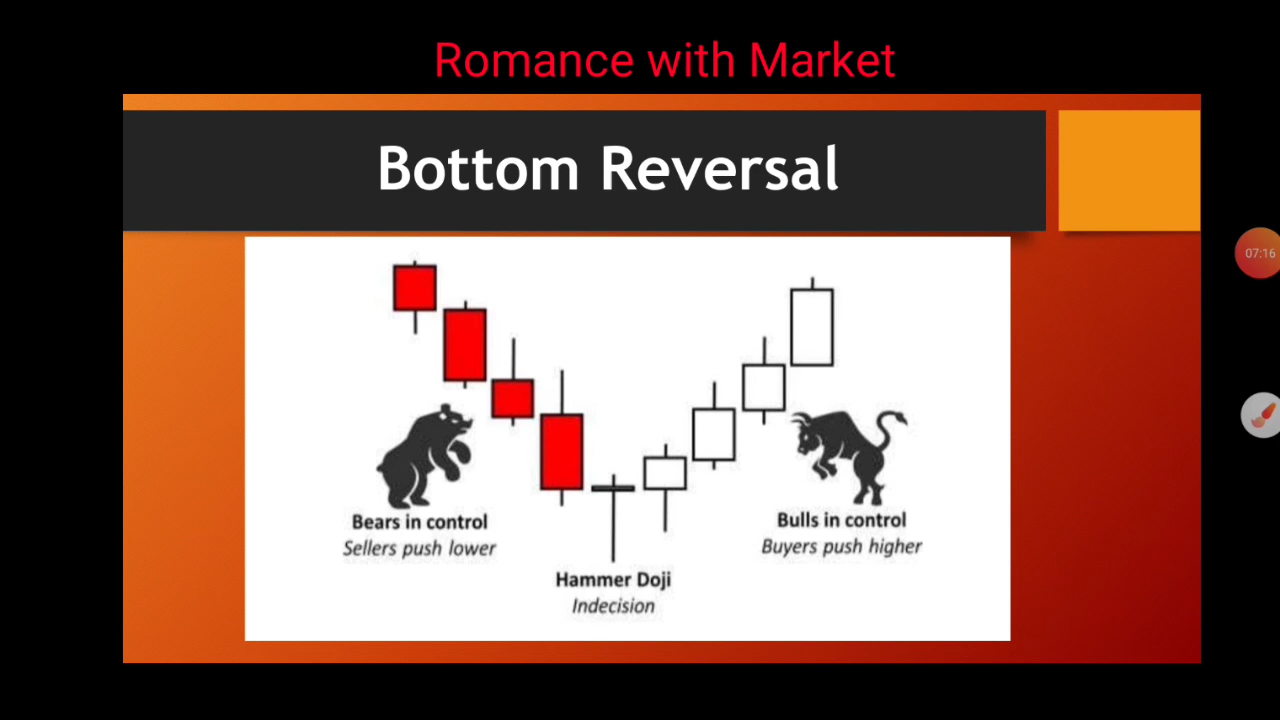 Romance with Market
Bottom Reversal
07:16
Bears in control
Sellers push lower
Bulls in control
Buyers push higher
Hammer Doji
Indecision